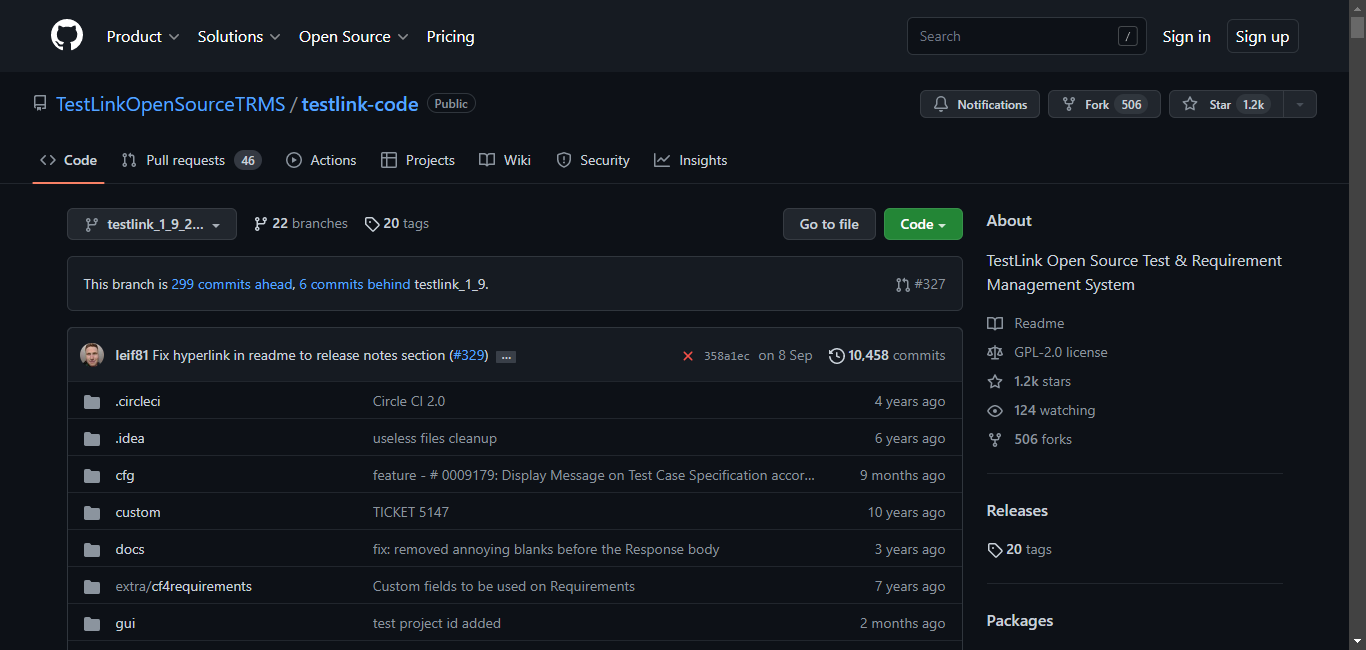 Product Solutions Open Source Pricing Search / Sign in Sign up
TestLinkOpenSourceTRMS / testlink-code Public Notifications Fork 506 Star 1.2k
Code Pull requests 46 Actions Projects Wiki Security Insights
testlink_1_9_2... 22 branches 20 tags Go to file Code
This branch is 299 commits ahead, 6 commits behind testlink_1_9. #327
leif81 Fix hyperlink in readme to release notes section (#329) ... 358a1ec on 8 Sep 10,458 commits
.circleci Circle CI 2.0 4 years ago
.idea useless files cleanup 6 years ago
cfg feature - # 0009179: Display Message on Test Case Specification accor... 9 months ago
custom TICKET 5147 10 years ago
docs fix: removed annoying blanks before the Response body 3 years ago
extra/cf4requirements Custom fields to be used on Requirements 7 years ago
gui test project id added 2 months ago
About
TestLink Open Source Test & Requirement
Management System
Readme
GPL-2.0 license
1.2k stars
124 watching
506 forks
Releases
20 tags
Packages